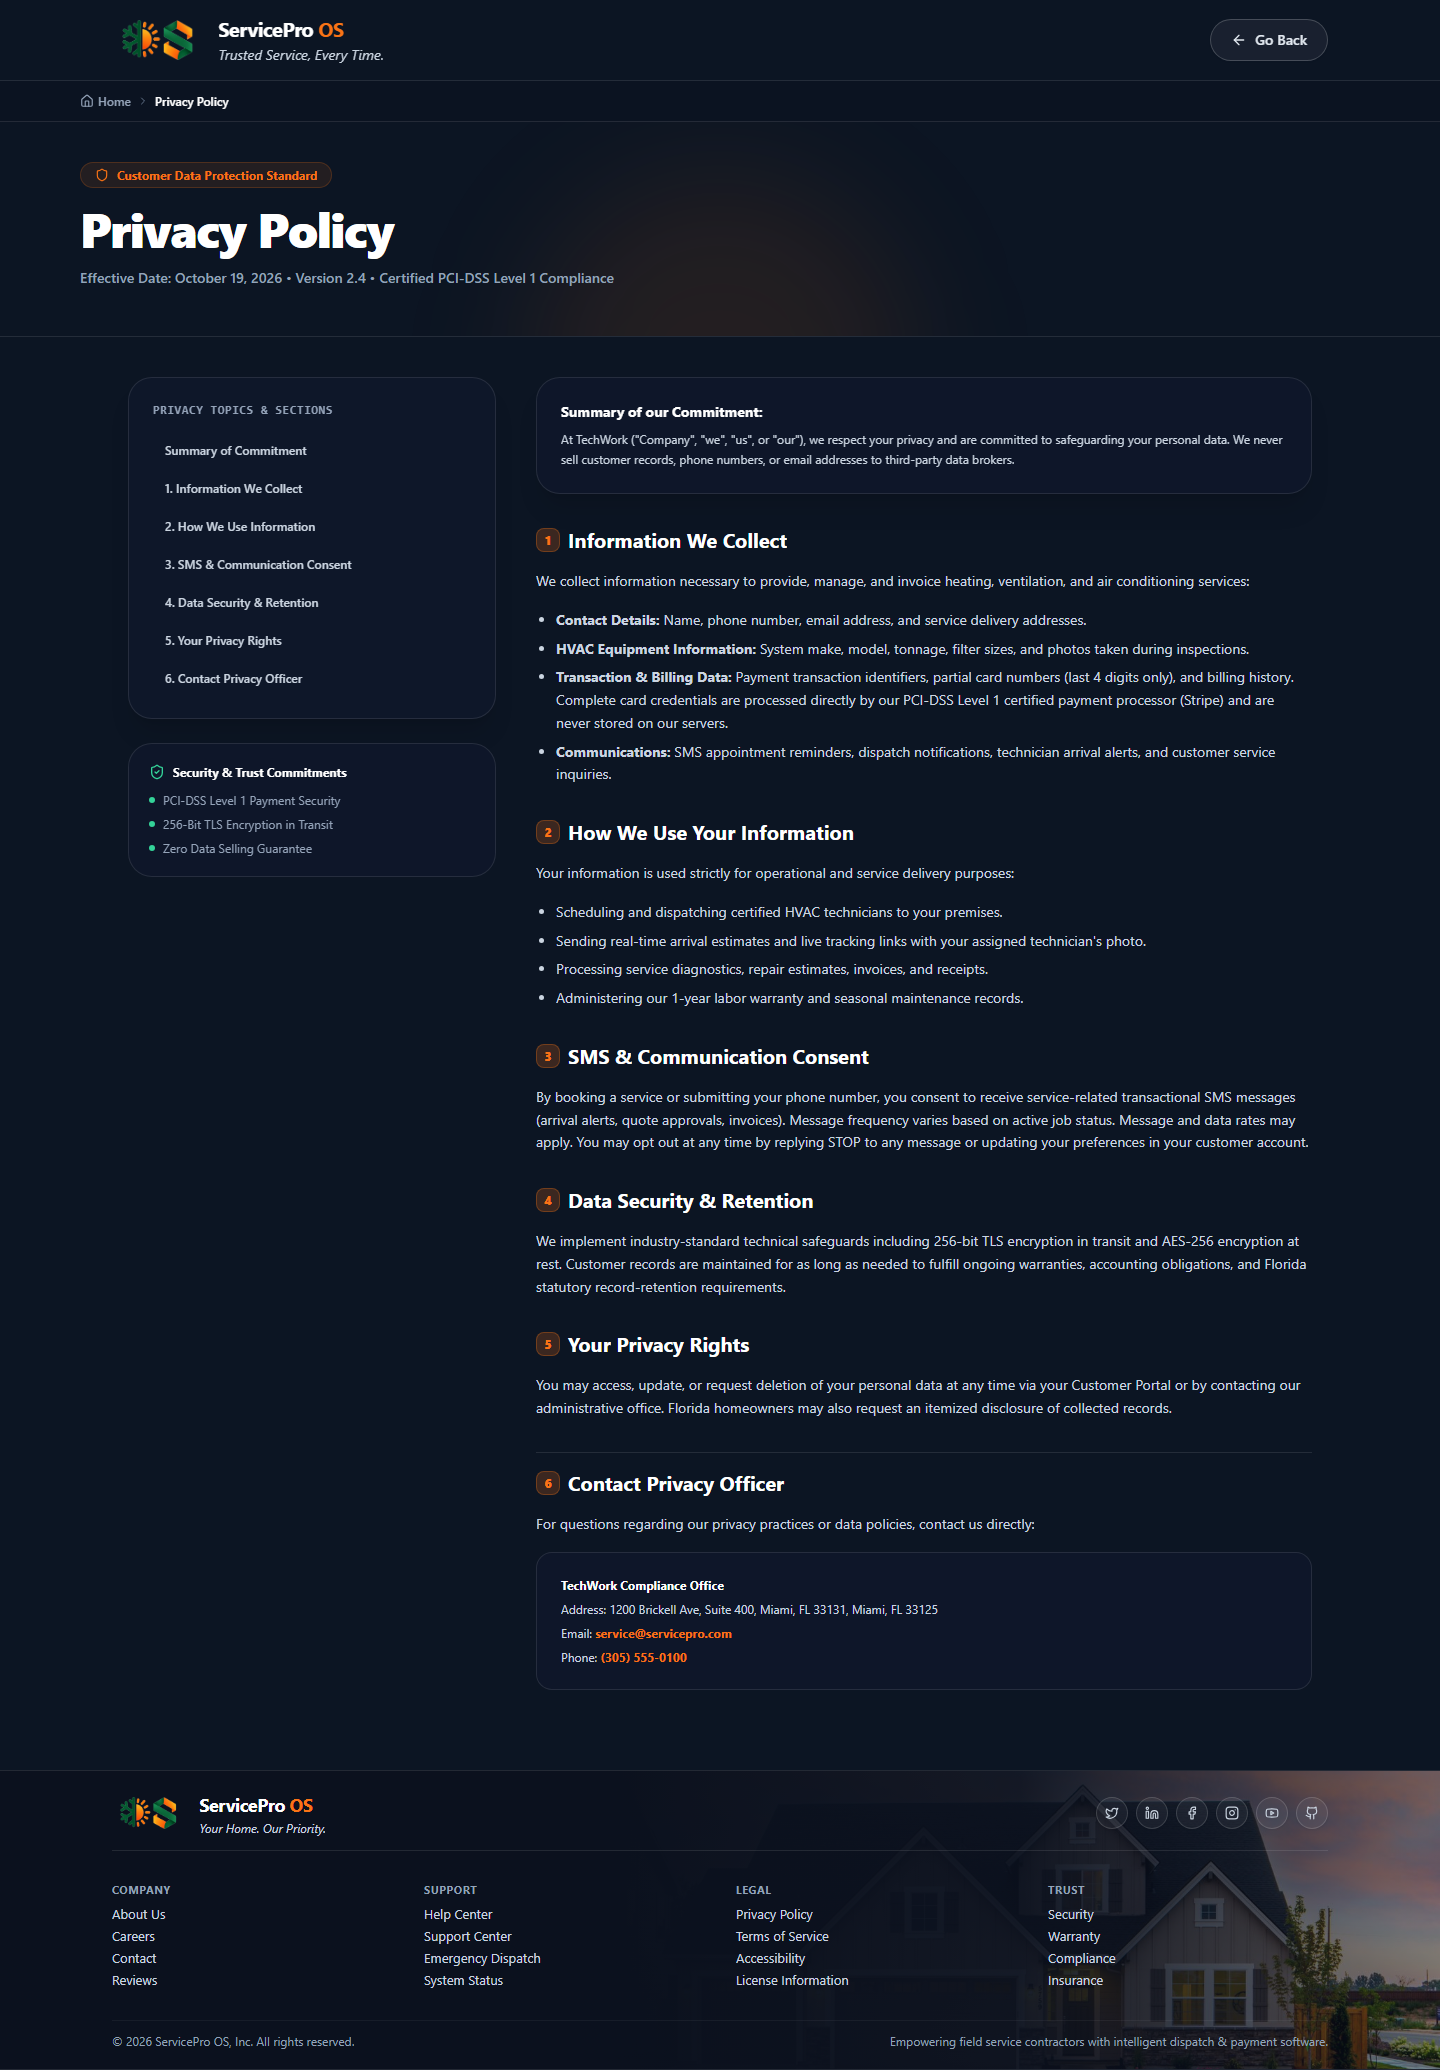 ServicePro OS
Trusted Service, Every Time.
Go Back
Home
Privacy Policy
Customer Data Protection Standard
Privacy Policy
Effective Date: October 19, 2026 • Version 2.4 • Certified PCI-DSS Level 1 Compliance
PRIVACY TOPICS & SECTIONS
Summary of Commitment
1. Information We Collect
2. How We Use Information
3. SMS & Communication Consent
4. Data Security & Retention
5. Your Privacy Rights
6. Contact Privacy Officer
Security & Trust Commitments
PCI-DSS Level 1 Payment Security
256-Bit TLS Encryption in Transit
Zero Data Selling Guarantee
Summary of our Commitment:
At TechWork ("Company", "we", "us", or "our"), we respect your privacy and are committed to safeguarding your personal data. We never
sell customer records, phone numbers, or email addresses to third-party data brokers.
1 Information We Collect
We collect information necessary to provide, manage, and invoice heating, ventilation, and air conditioning services:
• Contact Details: Name, phone number, email address, and service delivery addresses.
• HVAC Equipment Information: System make, model, tonnage, filter sizes, and photos taken during inspections.
• Transaction & Billing Data: Payment transaction identifiers, partial card numbers (last 4 digits only), and billing history.
Complete card credentials are processed directly by our PCI-DSS Level 1 certified payment processor (Stripe) and are
never stored on our servers.
• Communications: SMS appointment reminders, dispatch notifications, technician arrival alerts, and customer service
inquiries.
2 How We Use Your Information
Your information is used strictly for operational and service delivery purposes:
• Scheduling and dispatching certified HVAC technicians to your premises.
• Sending real-time arrival estimates and live tracking links with your assigned technician's photo.
• Processing service diagnostics, repair estimates, invoices, and receipts.
• Administering our 1-year labor warranty and seasonal maintenance records.
3 SMS & Communication Consent
By booking a service or submitting your phone number, you consent to receive service-related transactional SMS messages
(arrival alerts, quote approvals, invoices). Message frequency varies based on active job status. Message and data rates may
apply. You may opt out at any time by replying STOP to any message or updating your preferences in your customer account.
4 Data Security & Retention
We implement industry-standard technical safeguards including 256-bit TLS encryption in transit and AES-256 encryption at
rest. Customer records are maintained for as long as needed to fulfill ongoing warranties, accounting obligations, and Florida
statutory record-retention requirements.
5 Your Privacy Rights
You may access, update, or request deletion of your personal data at any time via your Customer Portal or by contacting our
administrative office. Florida homeowners may also request an itemized disclosure of collected records.
6 Contact Privacy Officer
For questions regarding our privacy practices or data policies, contact us directly:
TechWork Compliance Office
Address: 1200 Brickell Ave, Suite 400, Miami, FL 33131, Miami, FL 33125
Email: service@servicepro.com
Phone: (305) 555-0100
ServicePro OS
Your Home. Our Priority.
COMPANY
About Us
Careers
Contact
Reviews
SUPPORT
Help Center
Support Center
Emergency Dispatch
System Status
LEGAL
Privacy Policy
Terms of Service
Accessibility
License Information
TRUST
Security
Warranty
Compliance
Insurance
© 2026 ServicePro OS, Inc. All rights reserved.
Empowering field service contractors with intelligent dispatch & payment software.